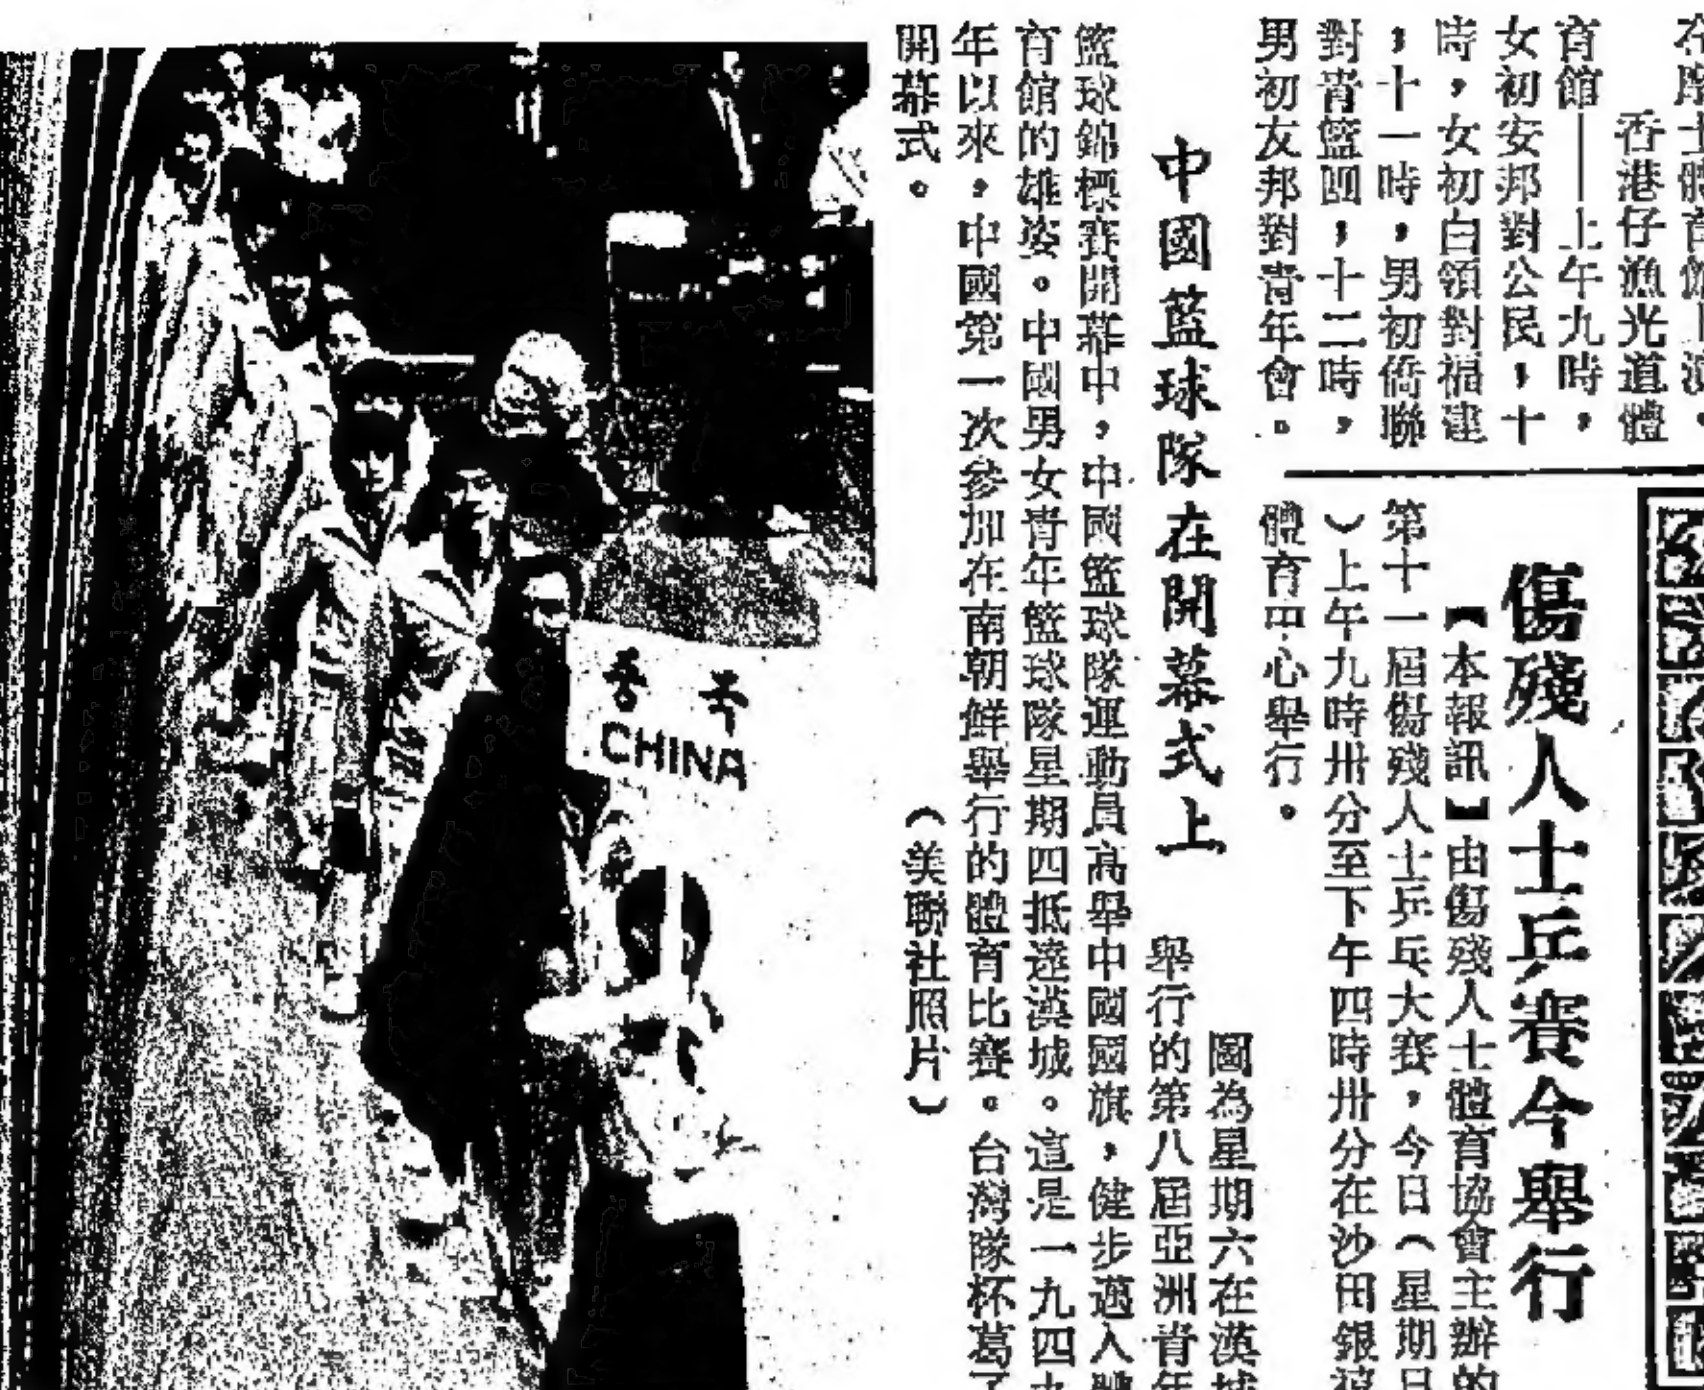 香港仔漁光道體
育館——上午九時，
女初安邦對公民，十
時，女初白領對福建
，十一時，男初僑聯
對青籃圓，十二時，
男初友邦對青年會。
傷殘人士乒賽今舉行
【本報訊】由傷殘人士體育協會主辦的
第十一屆傷殘人士乒乓大賽，今日（星期日
）上午九時卅分至下午四時卅分在沙田銀
體育中心舉行。
中國籃球隊在開幕式上
圖為星期六在漢城
舉行的第八屆亞洲青年
籃球錦標賽開幕中，中國籃球隊運動員高舉中國國旗，健步邁入體
育館的雄姿。中國男女青年籃球隊星期四抵達漢城。這是一九四九
年以來，中國第一次參加在南朝鮮舉行的體育比賽。台灣隊杯葛了
開幕式。
（美聯社照片）
중국
CHINA